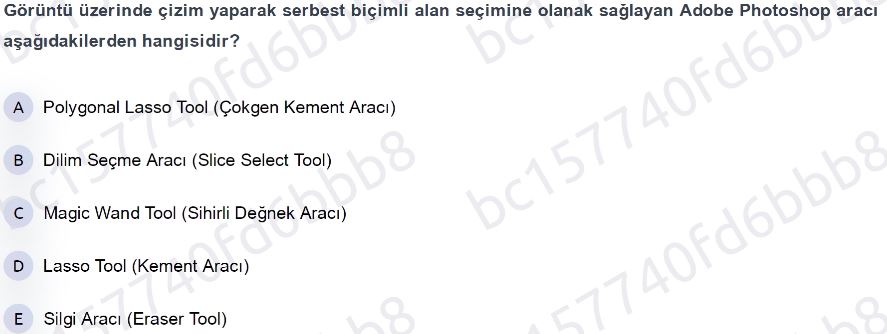 Görüntü üzerinde çizim yaparak serbest biçimli alan seçimine olanak sağlayan Adobe Photoshop aracı
aşağıdakilerden hangisidir?
A Polygonal Lasso Tool (Çokgen Kement Aracı)
B Dilim Seçme Aracı (Slice Select Tool)
C Magic Wand Tool (Sihirli Değnek Aracı)
D Lasso Tool (Kement Aracı)
E Silgi Aracı (Eraser Tool)
bc157740fd6bbb8